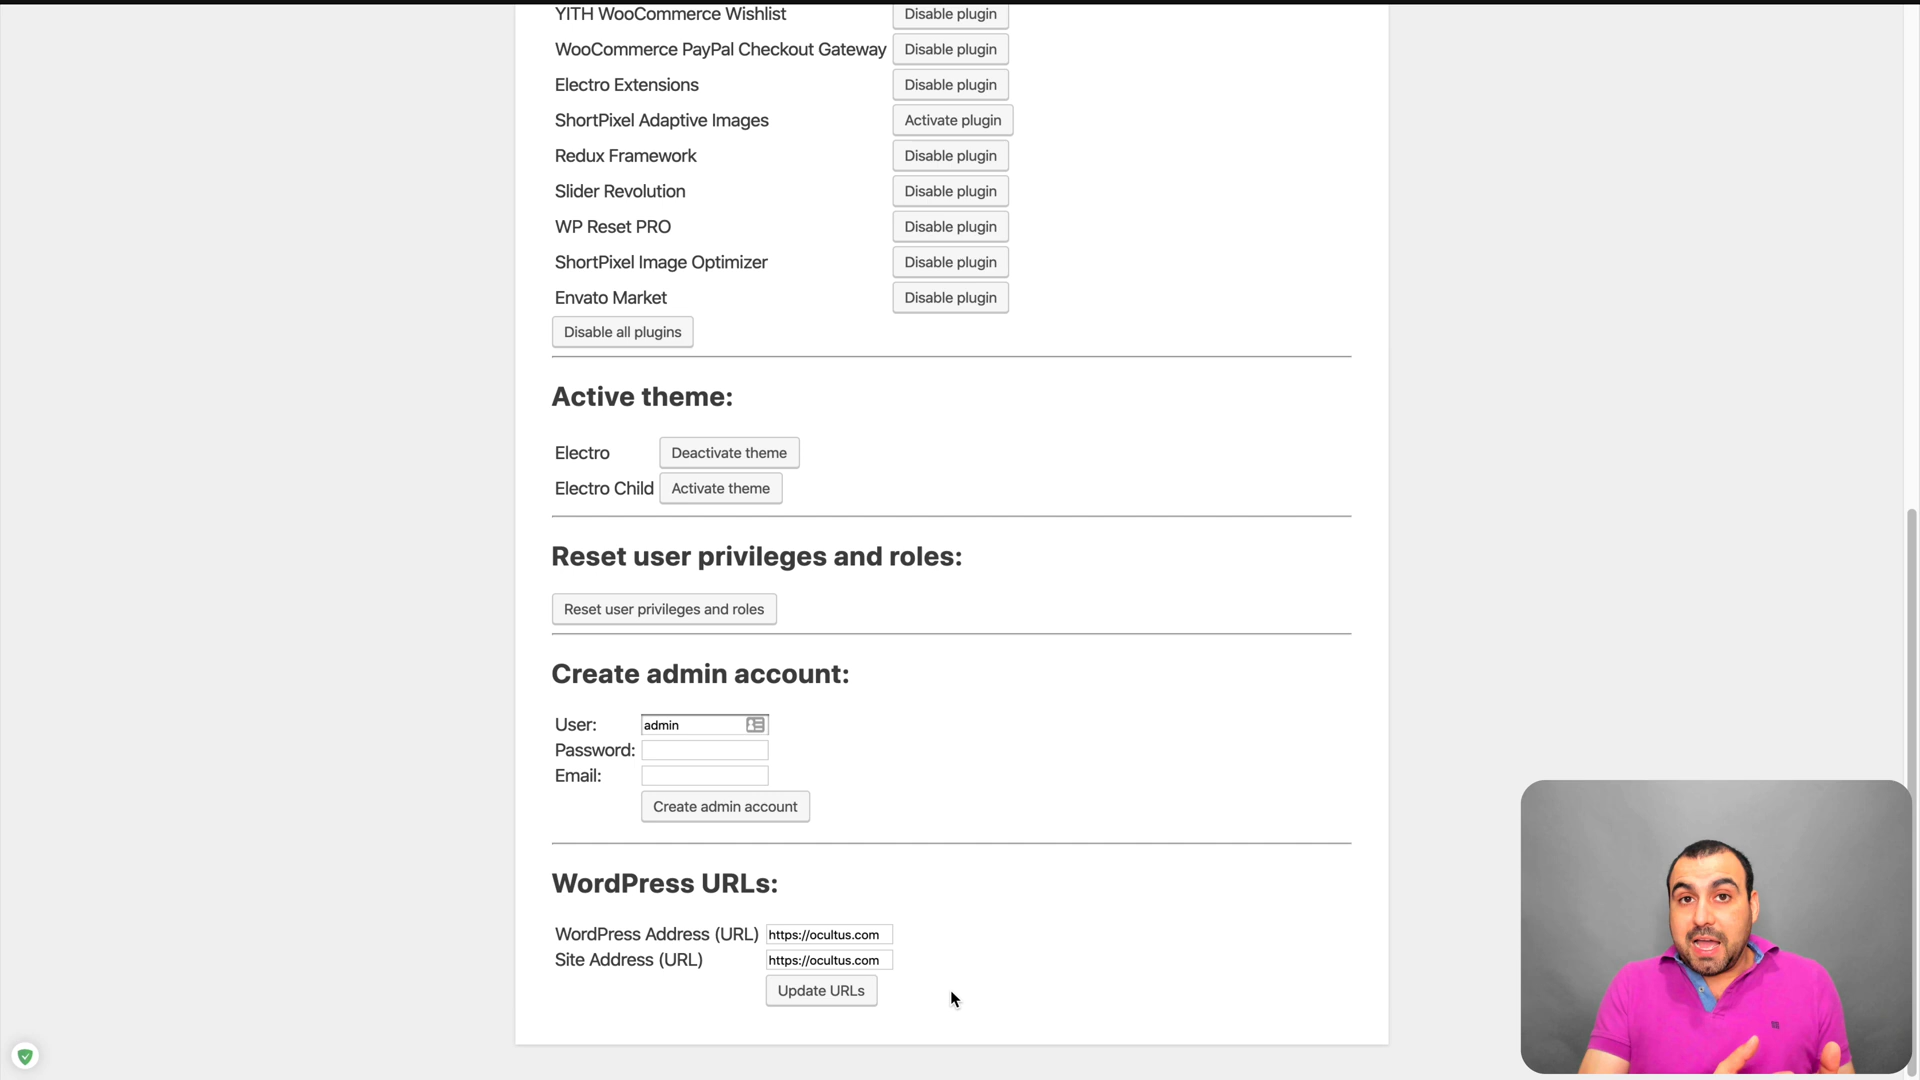 YITH WooCommerce Wishlist Disable plugin
WooCommerce PayPal Checkout Gateway Disable plugin
Electro Extensions Disable plugin
ShortPixel Adaptive Images Activate plugin
Redux Framework Disable plugin
Slider Revolution Disable plugin
WP Reset PRO Disable plugin
ShortPixel Image Optimizer Disable plugin
Envato Market Disable plugin
Disable all plugins
Active theme:
Electro Deactivate theme
Electro Child Activate theme
Reset user privileges and roles:
Reset user privileges and roles
Create admin account:
User: admin
Password:
Email:
Create admin account
WordPress URLs:
WordPress Address (URL) https://ocultus.com
Site Address (URL) https://ocultus.com
Update URLs